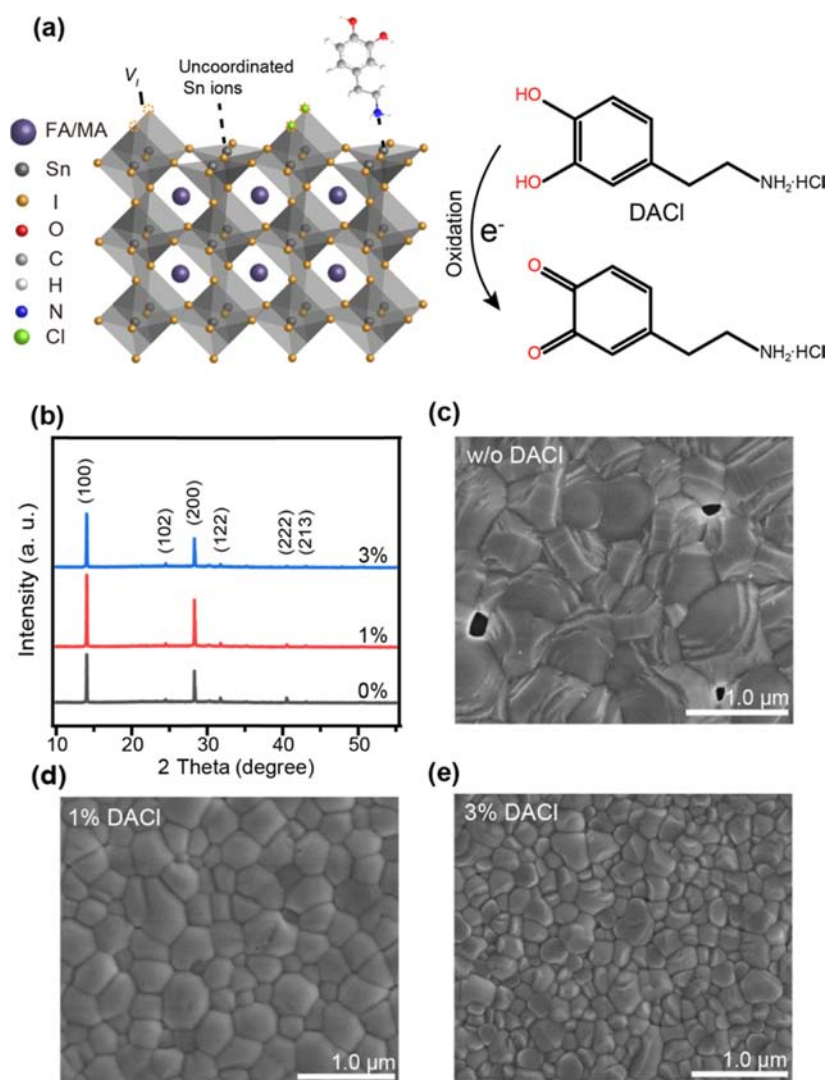 (a)
V_I
Uncoordinated
Sn ions
FA/MA
Sn
I
O
C
H
N
Cl
HO
HO
NH₂·HCl
DACl
Oxidation
e⁻
O
O
NH₂·HCl
(b)
(100)
(102)
(200)
(122)
(222)
(213)
3%
1%
0%
Intensity (a. u.)
10 20 30 40 50
2 Theta (degree)
(c)
w/o DACl
1.0 μm
(d)
1% DACl
1.0 μm
(e)
3% DACl
1.0 μm